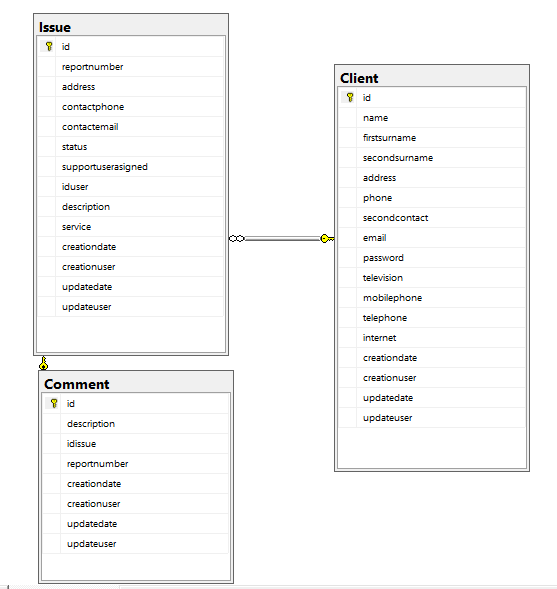 Issue
id
reportnumber
address
contactphone
contactemail
status
supportuserasigned
iduser
description
service
creationdate
creationuser
updatedate
updateuser
Client
id
name
firstsurname
secondsurname
address
phone
secondcontact
email
password
television
mobilephone
telephone
internet
creationdate
creationuser
updatedate
updateuser
Comment
id
description
idissue
reportnumber
creationdate
creationuser
updatedate
updateuser